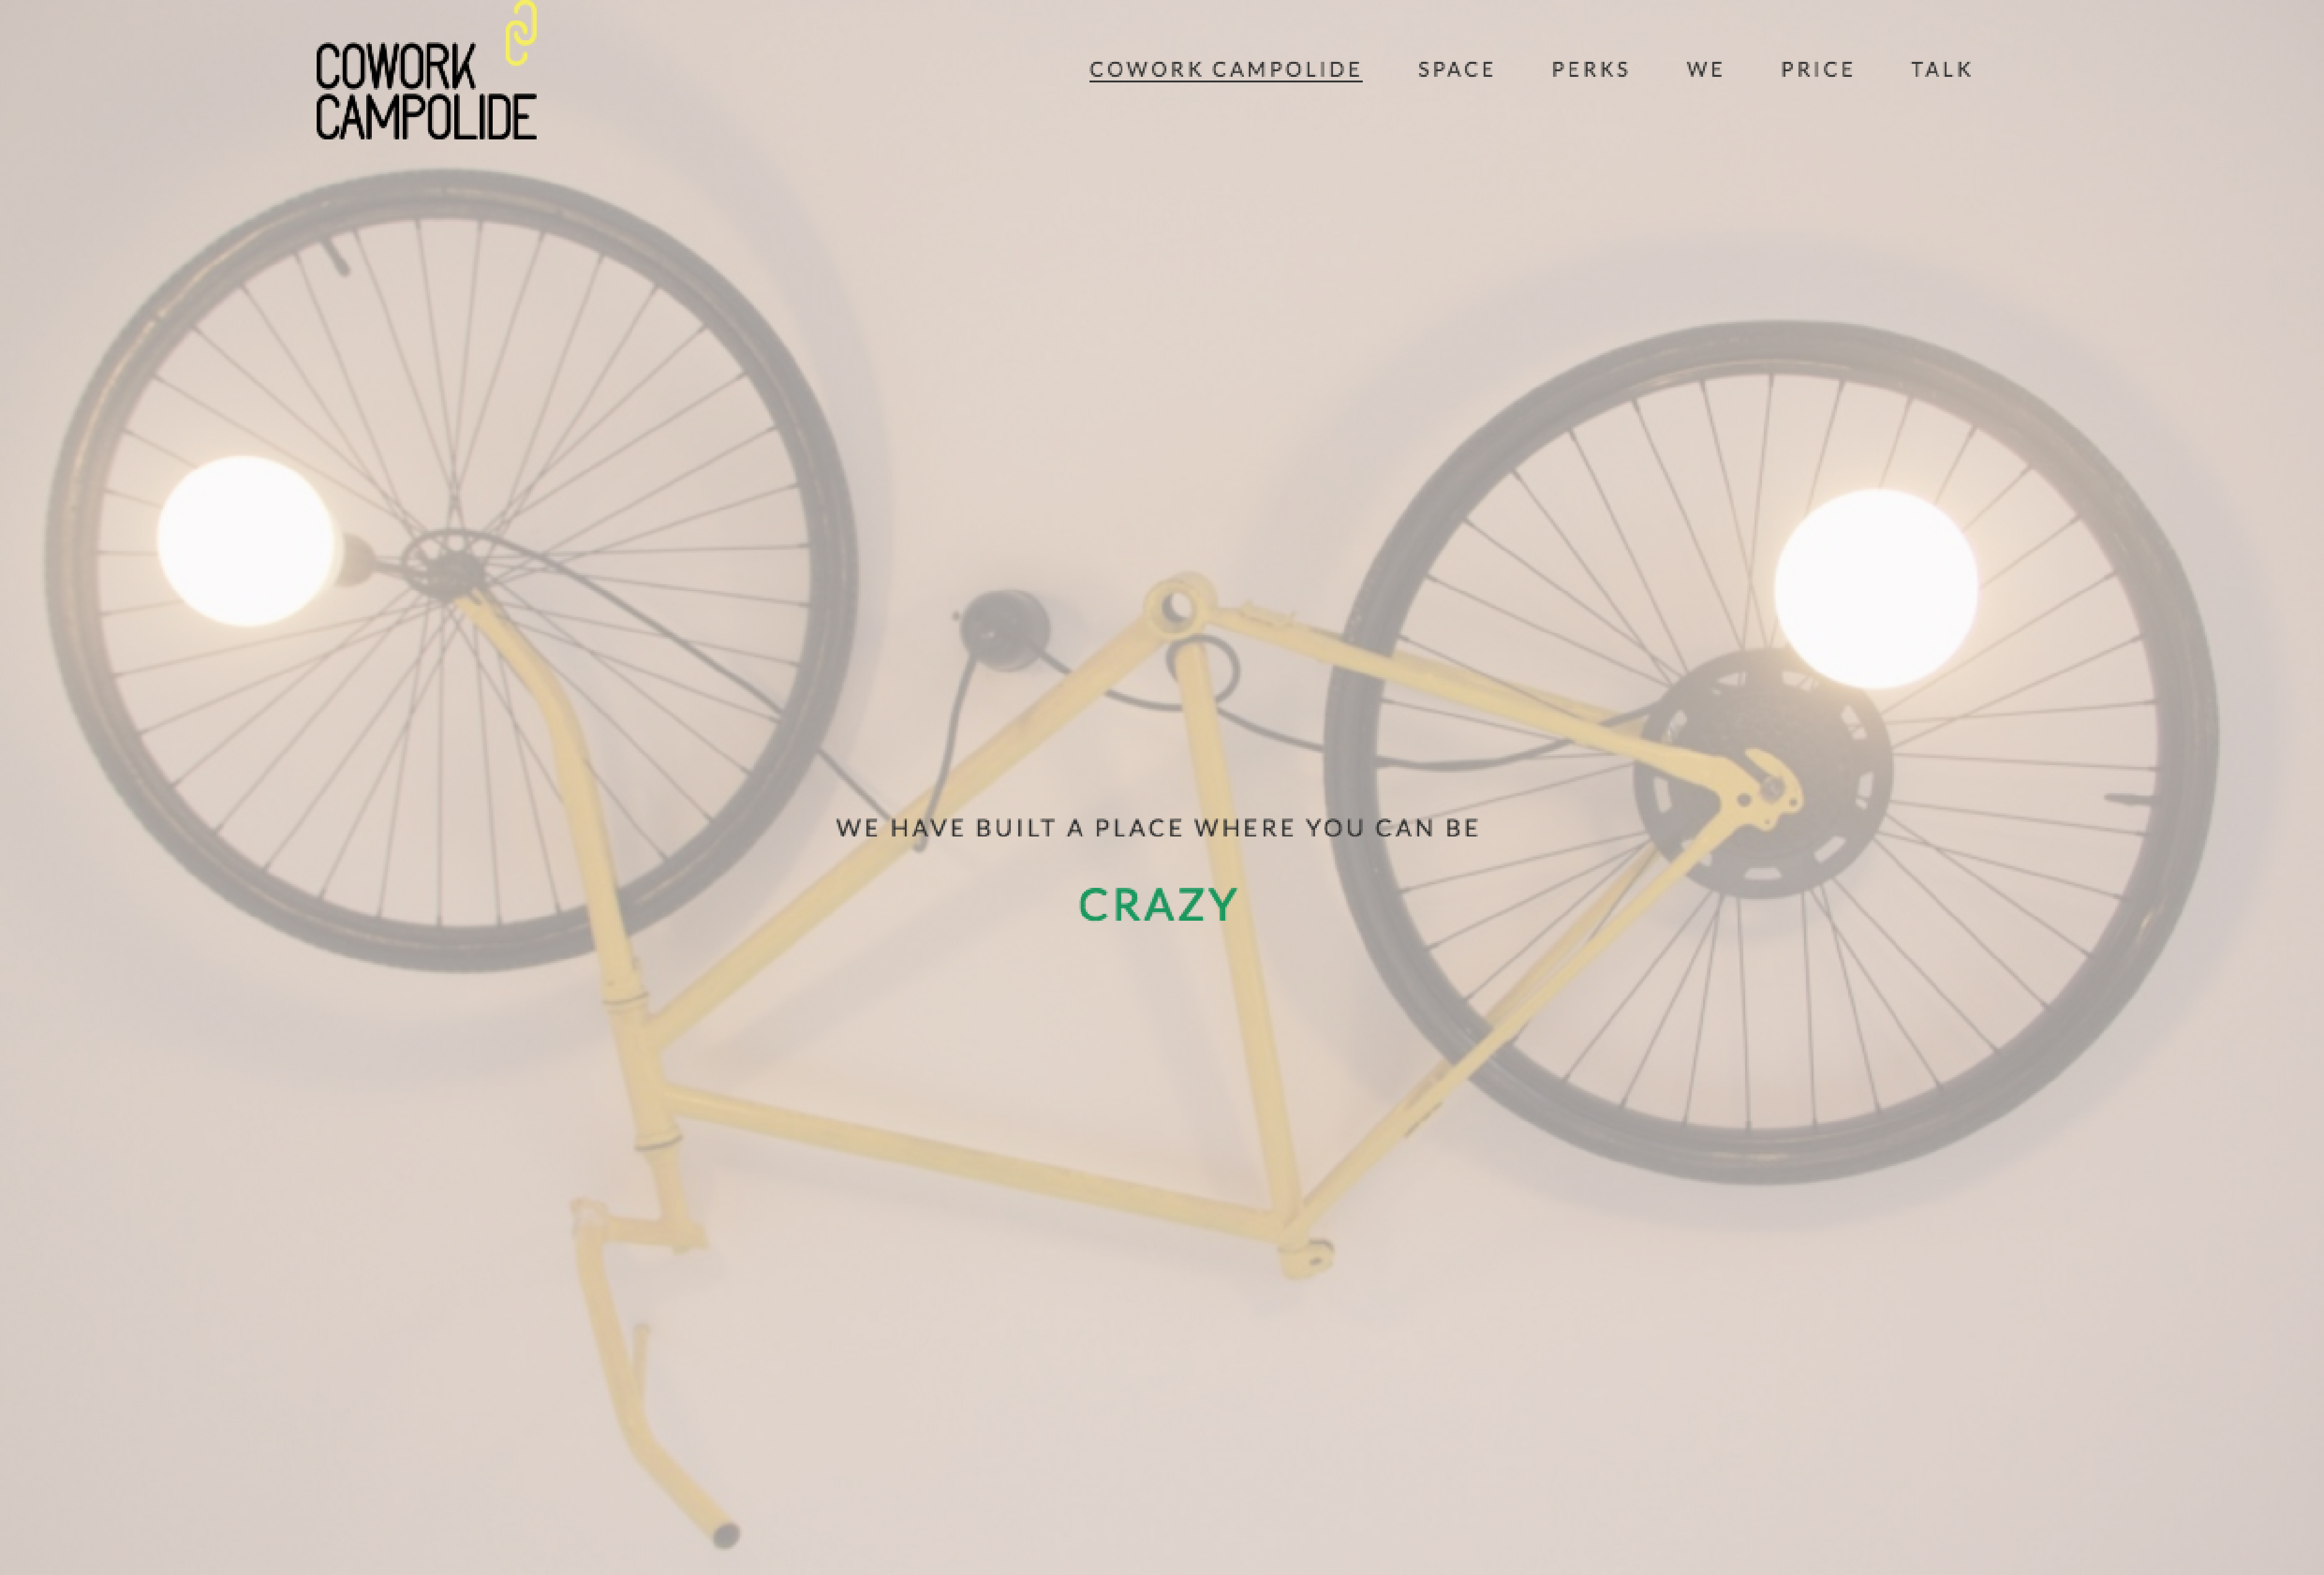 COWORK
CAMPOLIDE
COWORK CAMPOLIDE SPACE PERKS WE PRICE TALK
WE HAVE BUILT A PLACE WHERE YOU CAN BE
CRAZY